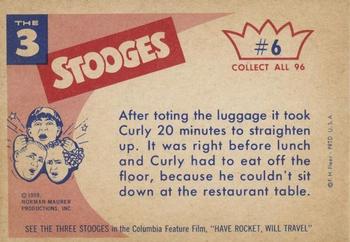 THE
3
STOOGES
#6
COLLECT ALL 96
After toting the luggage it took
Curly 20 minutes to straighten
up. It was right before lunch
and Curly had to eat off the
floor, because he couldn't sit
down at the restaurant table.
©1959
NORMAN MAURER
PRODUCTIONS, INC.
©F. H. Fleer - PRTD U. S. A.
SEE THE THREE STOOGES in the Columbia Feature Film, "HAVE ROCKET, WILL TRAVEL"